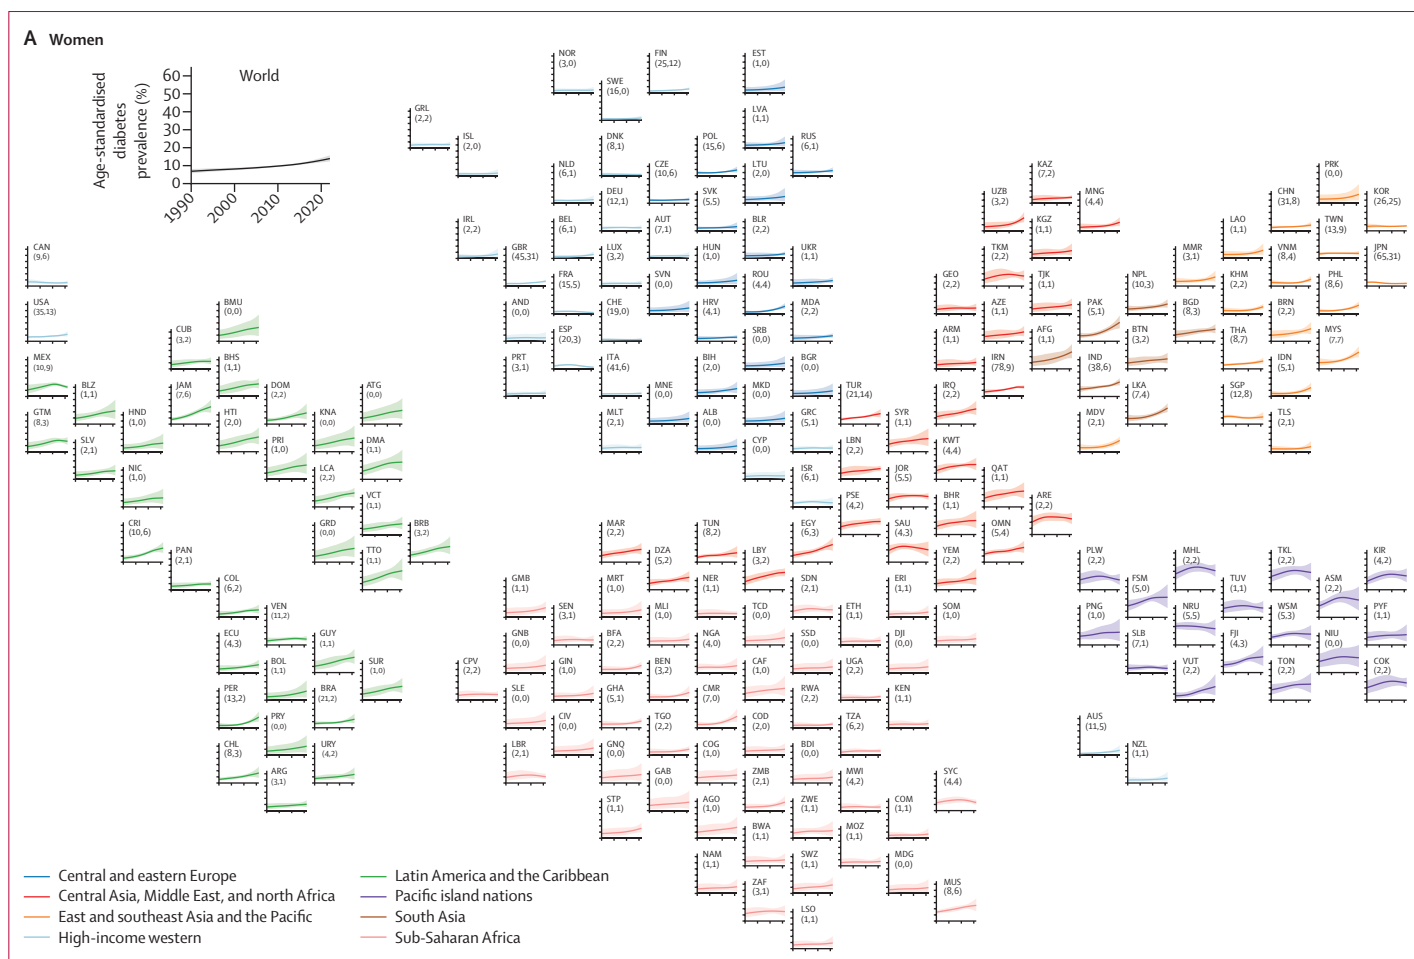 A Women
World
Age-standardised
diabetes
prevalence (%)
60
50
40
30
20
10
0
1990
2000
2010
2020
NOR
(3,0)
FIN
(25,12)
EST
(1,0)
SWE
(16,0)
GRL
(2,2)
LVA
(1,1)
ISL
(2,0)
DNK
(8,1)
POL
(15,6)
RUS
(6,1)
NLD
(6,1)
CZE
(10,6)
LTU
(2,0)
KAZ
(7,2)
PRK
(0,0)
DEU
(12,1)
SVK
(5,5)
UZB
(3,2)
MNG
(4,4)
CHN
(31,8)
KOR
(26,25)
IRL
(2,2)
BEL
(6,1)
AUT
(7,1)
BLR
(2,2)
KGZ
(1,1)
LAO
(1,1)
TWN
(13,9)
CAN
(9,6)
GBR
(45,31)
LUX
(3,2)
HUN
(1,0)
UKR
(1,1)
TKM
(2,2)
MMR
(3,1)
VNM
(8,4)
JPN
(65,31)
FRA
(15,5)
SVN
(0,0)
ROU
(4,4)
GEO
(2,2)
TJK
(1,1)
NPL
(10,3)
KHM
(2,2)
PHL
(8,6)
USA
(35,13)
BMU
(0,0)
AND
(0,0)
CHE
(19,0)
HRV
(4,1)
MDA
(2,2)
AZE
(1,1)
PAK
(5,1)
BGD
(8,3)
BRN
(2,2)
CUB
(3,2)
ESP
(20,3)
SRB
(0,0)
ARM
(1,1)
AFG
(1,1)
BTN
(3,2)
THA
(8,7)
MYS
(7,7)
MEX
(10,9)
BHS
(1,1)
PRT
(3,1)
ITA
(41,6)
BIH
(2,0)
BGR
(0,0)
IRN
(78,9)
IND
(38,6)
IDN
(5,1)
BLZ
(1,1)
JAM
(7,6)
DOM
(2,2)
ATG
(0,0)
MNE
(0,0)
MKD
(0,0)
TUR
(21,14)
IRQ
(2,2)
LKA
(7,4)
SGP
(12,8)
GTM
(8,3)
HND
(1,0)
HTI
(2,0)
KNA
(0,0)
MLT
(2,1)
ALB
(0,0)
GRC
(5,1)
SYR
(1,1)
MDV
(2,1)
TLS
(2,1)
SLV
(2,1)
PRI
(1,0)
DMA
(1,1)
CYP
(0,0)
LBN
(2,2)
KWT
(4,4)
NIC
(1,0)
LCA
(2,2)
ISR
(6,1)
JOR
(5,5)
QAT
(1,1)
VCT
(1,1)
PSE
(4,2)
BHR
(1,1)
ARE
(2,2)
CRI
(10,6)
GRD
(0,0)
BRB
(3,2)
MAR
(2,2)
TUN
(8,2)
EGY
(6,3)
SAU
(4,3)
OMN
(5,4)
PAN
(2,1)
TTO
(1,1)
DZA
(5,2)
LBY
(3,2)
YEM
(2,2)
PLW
(2,2)
MHL
(2,2)
TKL
(2,2)
KIR
(4,2)
COL
(6,2)
GMB
(1,1)
MRT
(1,0)
NER
(1,1)
SDN
(2,1)
ERI
(1,1)
FSM
(5,0)
TUV
(1,1)
ASM
(2,2)
VEN
(11,2)
SEN
(3,1)
MLI
(1,0)
TCD
(0,0)
ETH
(1,1)
SOM
(1,0)
PNG
(1,0)
NRU
(5,5)
WSM
(5,3)
PYF
(1,1)
ECU
(4,3)
GUY
(1,1)
GNB
(0,0)
BFA
(2,2)
NGA
(4,0)
SSD
(0,0)
DJI
(0,0)
SLB
(7,1)
FJI
(4,3)
NIU
(0,0)
BOL
(1,1)
SUR
(1,0)
CPV
(2,2)
GIN
(1,0)
BEN
(3,2)
CAF
(1,0)
UGA
(2,2)
VUT
(2,2)
TON
(2,2)
COK
(2,2)
PER
(13,2)
BRA
(21,2)
SLE
(0,0)
GHA
(5,1)
CMR
(7,0)
RWA
(2,2)
KEN
(1,1)
PRY
(0,0)
CIV
(0,0)
TGO
(2,2)
COD
(2,0)
TZA
(6,2)
AUS
(11,5)
CHL
(8,3)
URY
(4,2)
LBR
(2,1)
GNQ
(0,0)
COG
(1,0)
BDI
(0,0)
NZL
(1,1)
ARG
(3,1)
GAB
(0,0)
ZMB
(2,1)
MWI
(4,2)
SYC
(4,4)
STP
(1,1)
AGO
(1,0)
ZWE
(1,1)
COM
(1,1)
BWA
(1,1)
MOZ
(1,1)
NAM
(1,1)
SWZ
(1,1)
MDG
(0,0)
ZAF
(3,1)
MUS
(8,6)
LSO
(1,1)
Central and eastern Europe
Central Asia, Middle East, and north Africa
East and southeast Asia and the Pacific
High-income western
Latin America and the Caribbean
Pacific island nations
South Asia
Sub-Saharan Africa